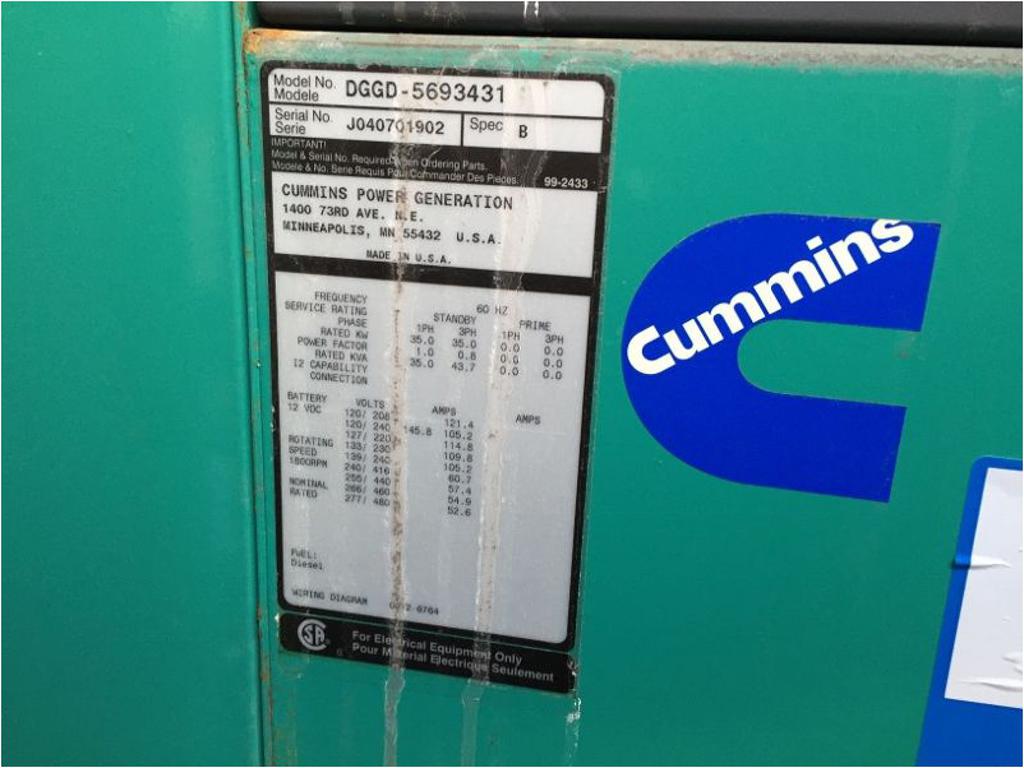 Model No. DGGD-5693431
Modele
Serial No. J040701902 Spec B
Serie
IMPORTANT!
Model & Serial No. Required When Ordering Parts.
Modele & No. Serie Requis Pour Commander Des Pieces. 99-2433
CUMMINS POWER GENERATION
1400 73RD AVE. N.E.
MINNEAPOLIS, MN 55432 U.S.A.
MADE IN U.S.A.
FREQUENCY 60 HZ
SERVICE RATING STANDBY PRIME
PHASE 1PH 3PH 1PH 3PH
RATED KW 35.0 35.0 0.0 0.0
POWER FACTOR 1.0 0.8 0.0 0.0
RATED KVA 35.0 43.7 0.0 0.0
I2 CAPABILITY
CONNECTION
BATTERY VOLTS AMPS AMPS
12 VDC 120/ 208 121.4
120/ 240 145.8 105.2
127/ 220 114.8
ROTATING 133/ 230 109.8
SPEED 139/ 240 105.2
1800RPM 240/ 416 60.7
255/ 440 57.4
NOMINAL 266/ 460 54.9
RATED 277/ 480 52.6
FUEL:
Diesel
WIRING DIAGRAM
For Electrical Equipment Only
Pour Material Electrique Seulement
Cummins